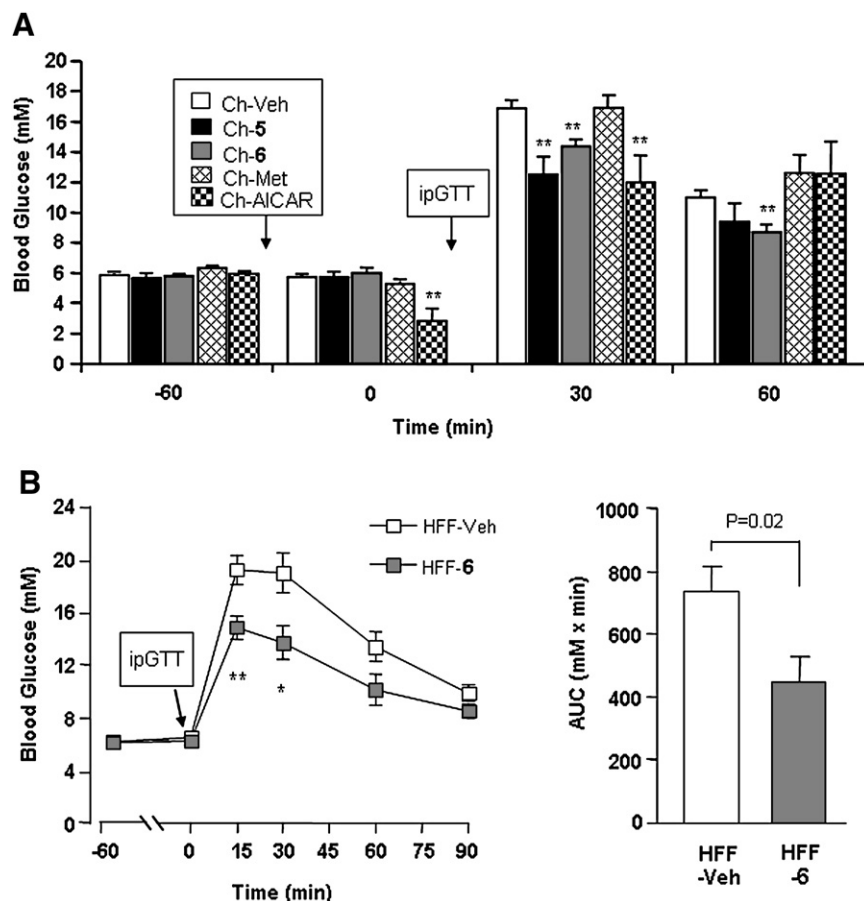 A
Blood Glucose (mM)
20
18
16
14
12
10
8
6
4
2
0
Ch-Veh
Ch-5
Ch-6
Ch-Met
Ch-AICAR
ipGTT
**
** ** **
**
-60 0 30 60
Time (min)
B
Blood Glucose (mM)
24
20
16
12
8
4
0
HFF-Veh
HFF-6
ipGTT
** *
-60 0 15 30 45 60 75 90
Time (min)
AUC (mM x min)
1000
800
600
400
200
0
P=0.02
HFF HFF
-Veh -6